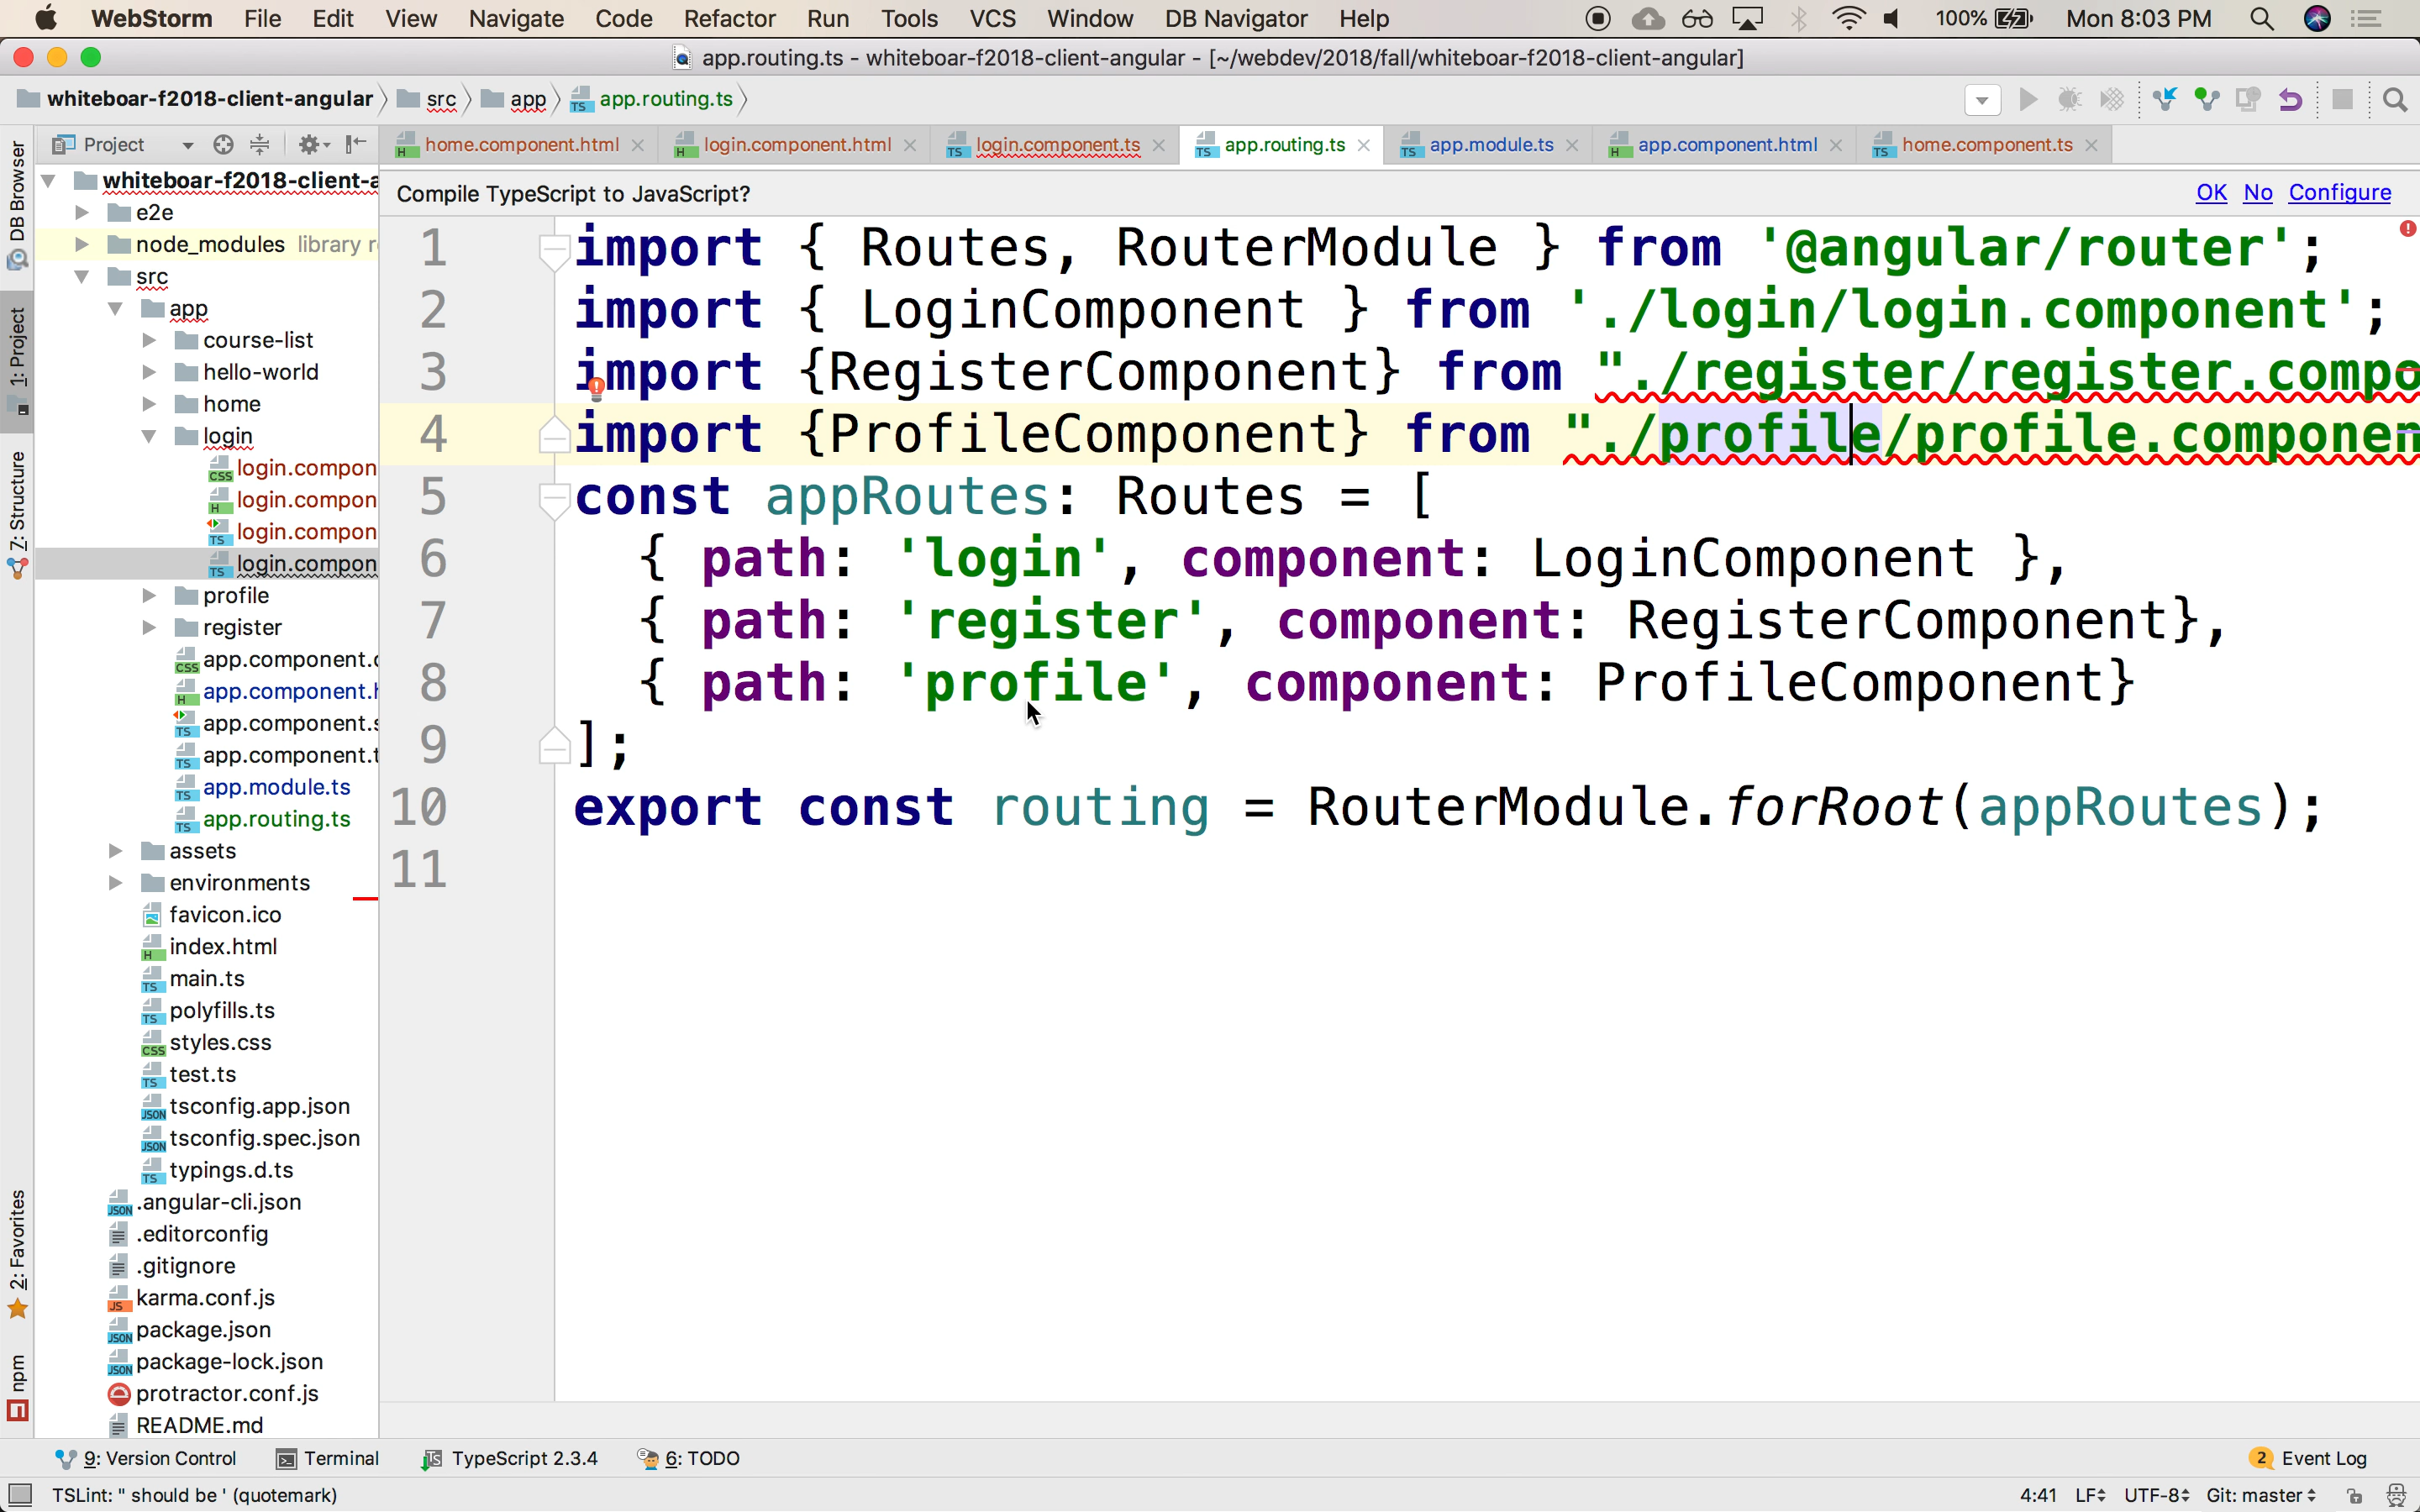 WebStorm File Edit View Navigate Code Refactor Run Tools VCS Window DB Navigator Help 100% Mon 8:03 PM
app.routing.ts - whiteboar-f2018-client-angular - [~/webdev/2018/fall/whiteboar-f2018-client-angular]
whiteboar-f2018-client-angular src app app.routing.ts
Project
home.component.html login.component.html login.component.ts app.routing.ts app.module.ts app.component.html home.component.ts
Compile TypeScript to JavaScript? OK No Configure
DB Browser
1: Project
7: Structure
2: Favorites
npm
whiteboar-f2018-client-a
e2e
node_modules library r
src
app
course-list
hello-world
home
login
login.compon
login.compon
login.compon
login.compon
profile
register
app.component.c
app.component.h
app.component.s
app.component.t
app.module.ts
app.routing.ts
assets
environments
favicon.ico
index.html
main.ts
polyfills.ts
styles.css
test.ts
tsconfig.app.json
tsconfig.spec.json
typings.d.ts
.angular-cli.json
.editorconfig
.gitignore
karma.conf.js
package.json
package-lock.json
protractor.conf.js
README.md
1 import { Routes, RouterModule } from '@angular/router';
2 import { LoginComponent } from './login/login.component';
3 import {RegisterComponent} from "./register/register.compo
4 import {ProfileComponent} from "./profile/profile.componen
5 const appRoutes: Routes = [
6 { path: 'login', component: LoginComponent },
7 { path: 'register', component: RegisterComponent},
8 { path: 'profile', component: ProfileComponent}
9 ];
10 export const routing = RouterModule.forRoot(appRoutes);
11
9: Version Control Terminal TypeScript 2.3.4 6: TODO 2 Event Log
TSLint: " should be ' (quotemark) 4:41 LF UTF-8 Git: master